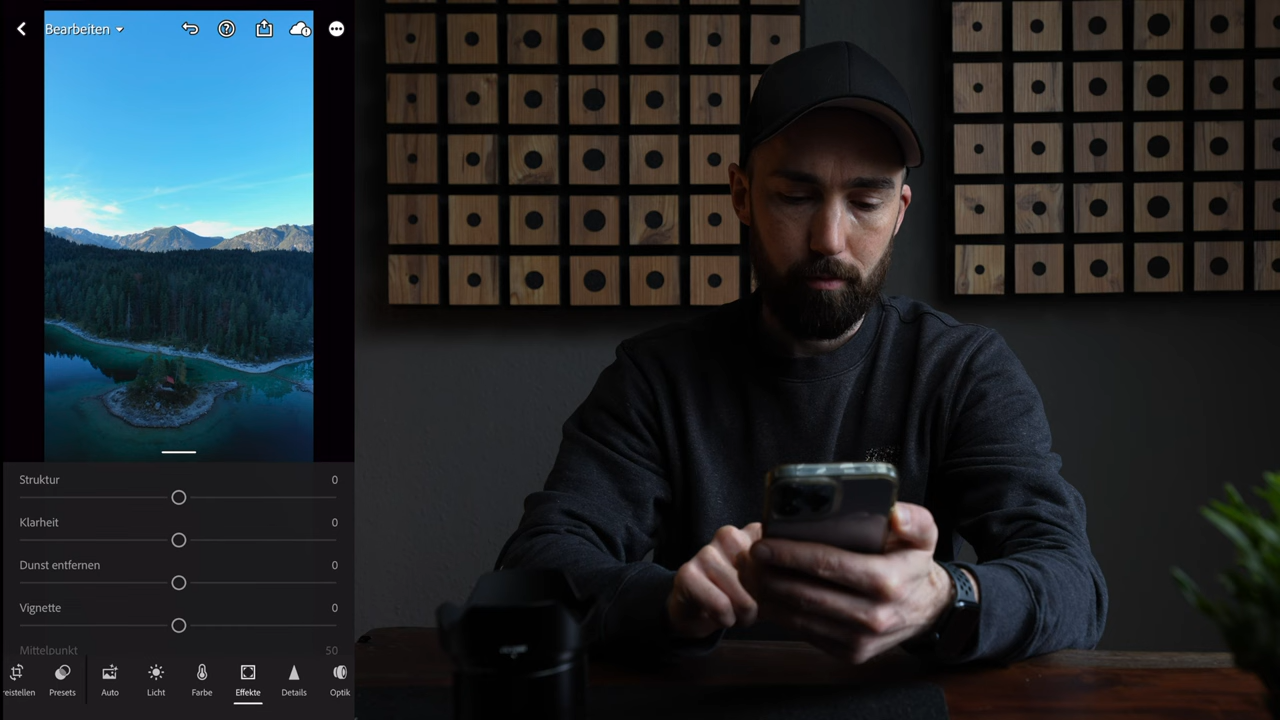 Bearbeiten
Struktur 0
Klarheit 0
Dunst entfernen 0
Vignette 0
Mittelpunkt 50
reistellen Presets Auto Licht Farbe Effekte Details Optik